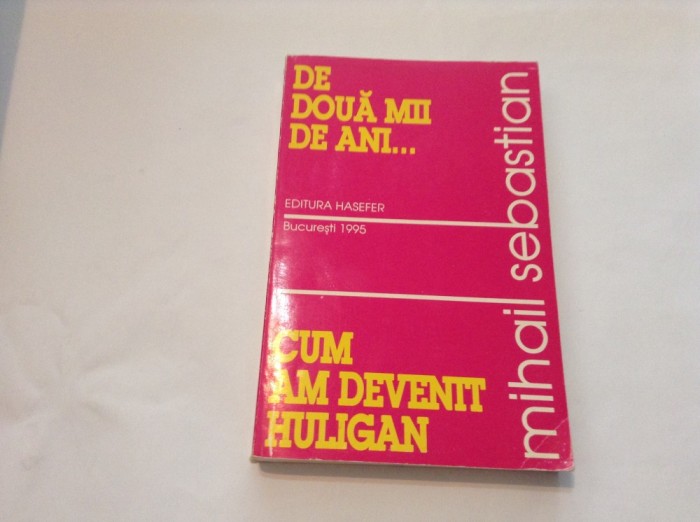 DE
DOUĂ MII
DE ANI...
EDITURA HASEFER
București 1995
CUM
AM DEVENIT
HULIGAN
mihail sebastian